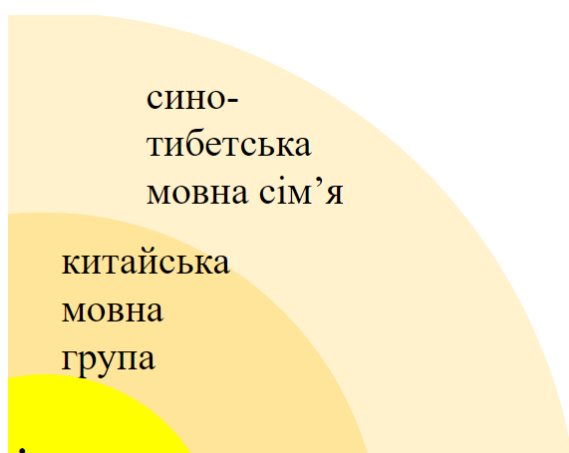 сино-
тибетська
мовна сім’я
китайська
мовна
група